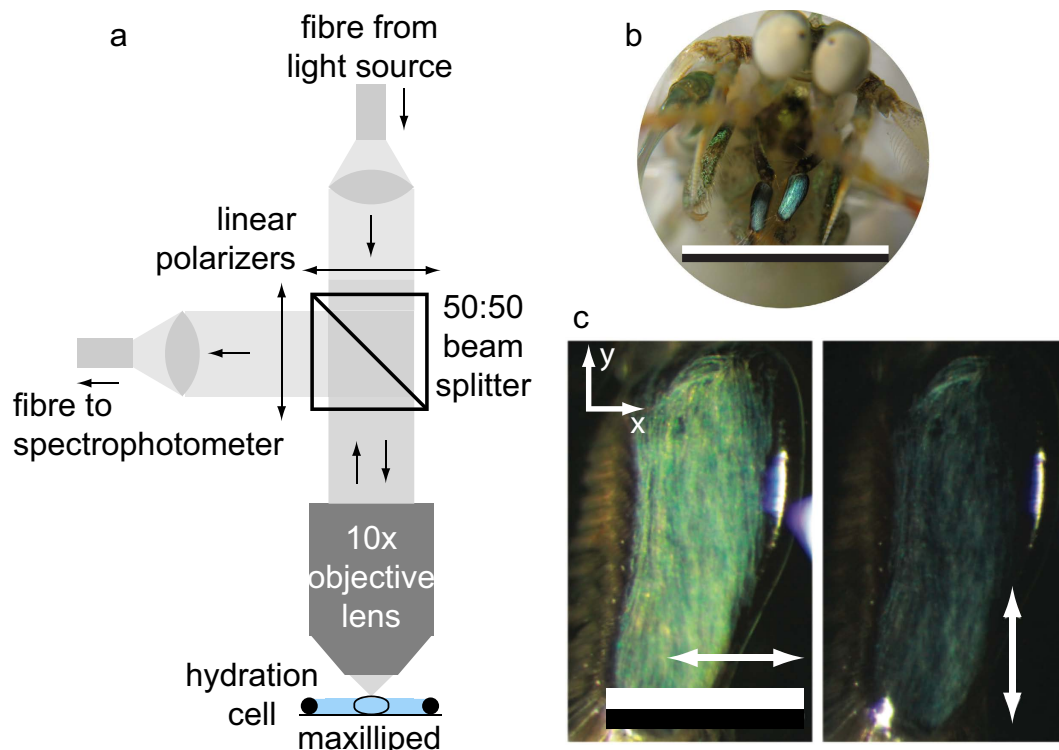 a
fibre from
light source
linear
polarizers
50:50
beam
splitter
fibre to
spectrophotometer
10x
objective
lens
hydration
cell
maxilliped
b
c
y
x